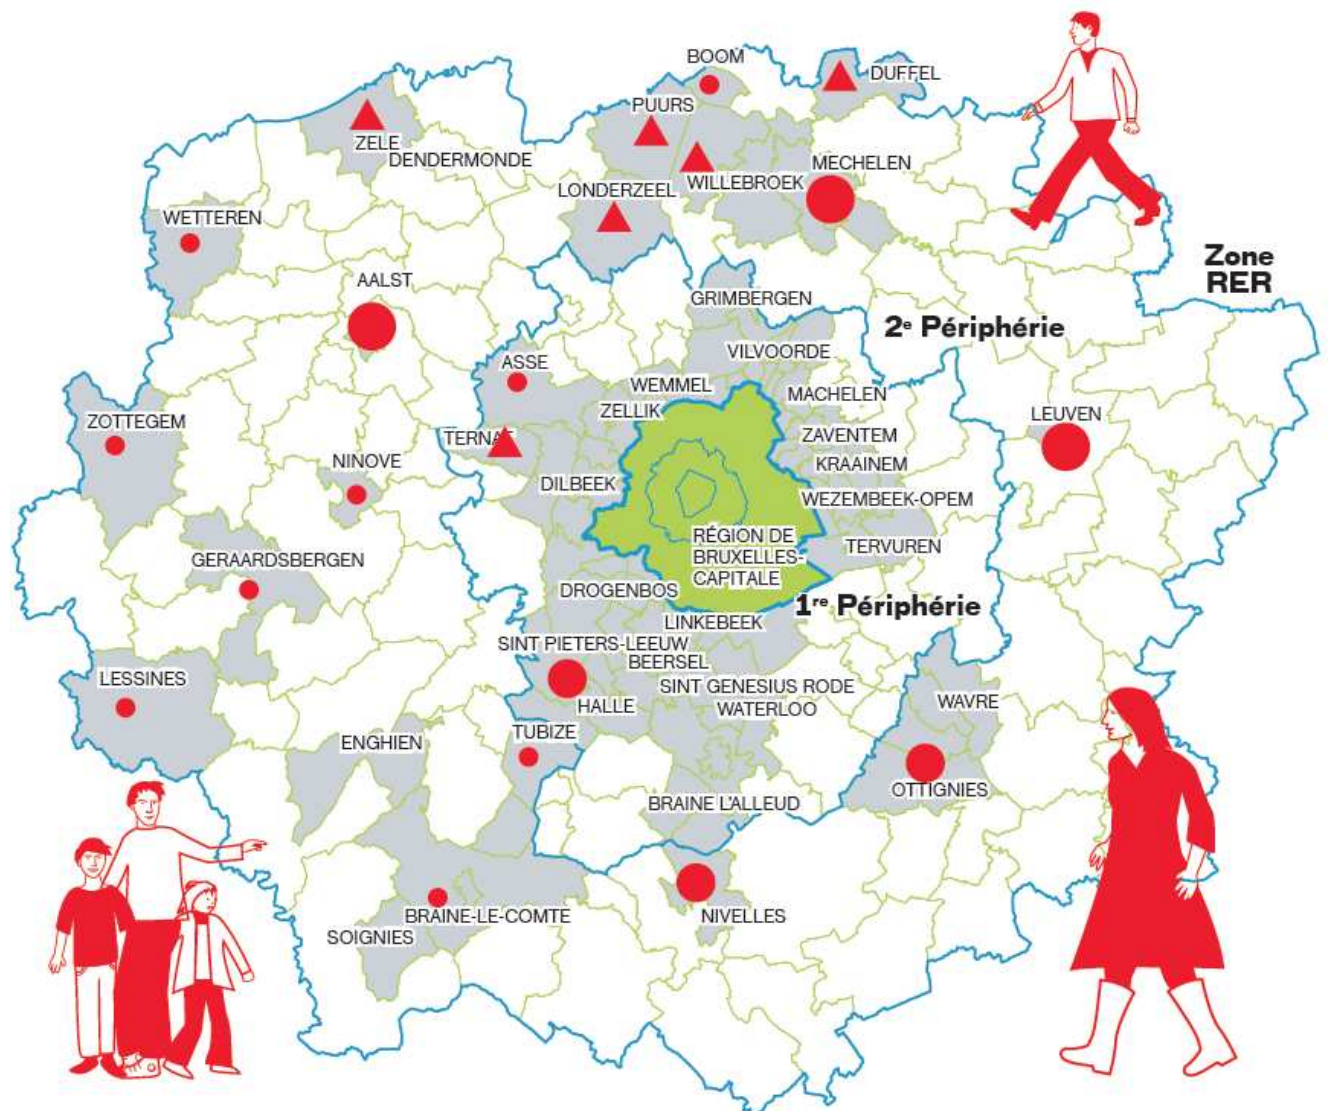 BOOM
DUFFEL
PUURS
ZELE
DENDERMONDE
MECHELEN
WILLEBROEK
LONDERZEEL
WETTEREN
Zone
RER
AALST
GRIMBERGEN
2e Périphérie
VILVOORDE
ASSE
WEMMEL
MACHELEN
ZELLIK
LEUVEN
ZOTTEGEM
TERNAT
ZAVENTEM
NINOVE
KRAAINEM
DILBEEK
WEZEMBEEK-OPEM
RÉGION DE
BRUXELLES-
CAPITALE
TERVUREN
GERAARDSBERGEN
DROGENBOS
1re Périphérie
LINKEBEEK
SINT PIETERS-LEEUW
BEERSEL
LESSINES
SINT GENESIUS RODE
WAVRE
HALLE
WATERLOO
TUBIZE
ENGHIEN
OTTIGNIES
BRAINE L'ALLEUD
BRAINE-LE-COMTE
NIVELLES
SOIGNIES